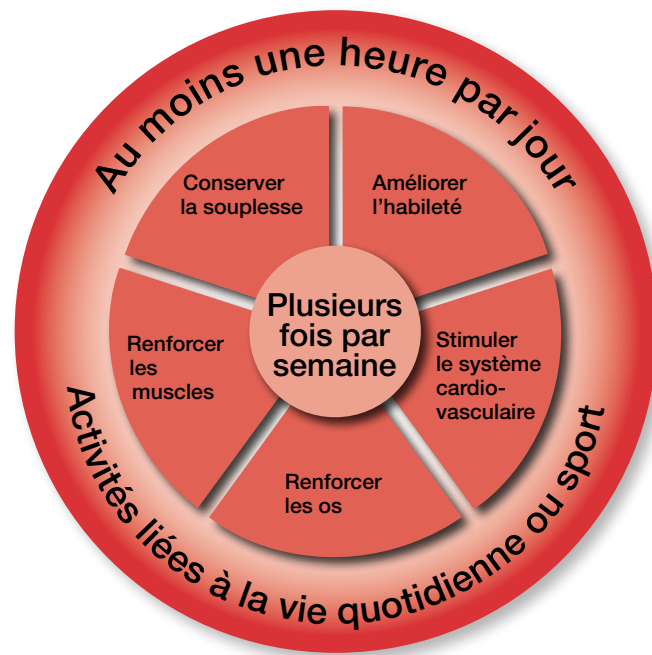 Au moins une heure par jour
Conserver
la souplesse
Améliorer
l'habileté
Plusieurs
fois par
semaine
Renforcer
les
muscles
Stimuler
le système
cardio-
vasculaire
Renforcer
les os
Activités liées à la vie quotidienne ou sport